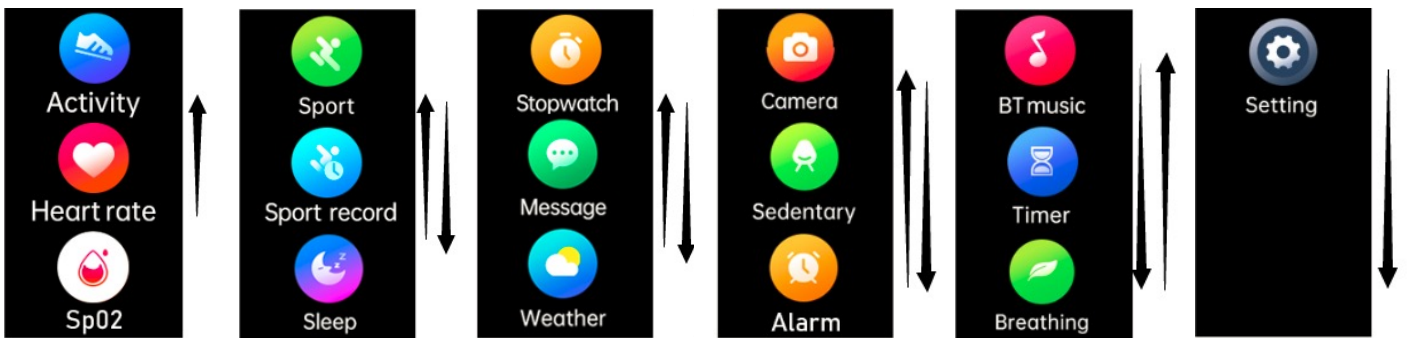 Activity
Heart rate
Sp02
Sport
Sport record
z z
Sleep
Stopwatch
Message
Weather
Camera
Sedentary
Alarm
BT music
Timer
Breathing
Setting